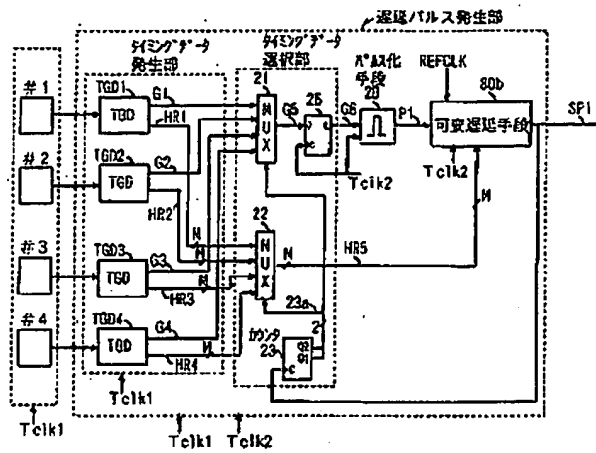 遅延パルス発生部
タイミングデータ
発生部
タイミングデータ
選択部
パルス化
手段
REFCLK
#1
TGD1
TGD
G1
HR1
21
MUX
G5
25
G6
P1
80b
可変遅延手段
SP1
Tclk2
Tclk2
M
#2
TGD2
TGD
G2
HR2
#3
TGD3
TGD
G3
HR3
M
M
M
22
MUX
M
HR5
23a
2
#4
TGD4
TGD
G4
HR4
M
カウンタ
23
C
Tclk1
Tclk1
Tclk1
Tclk2